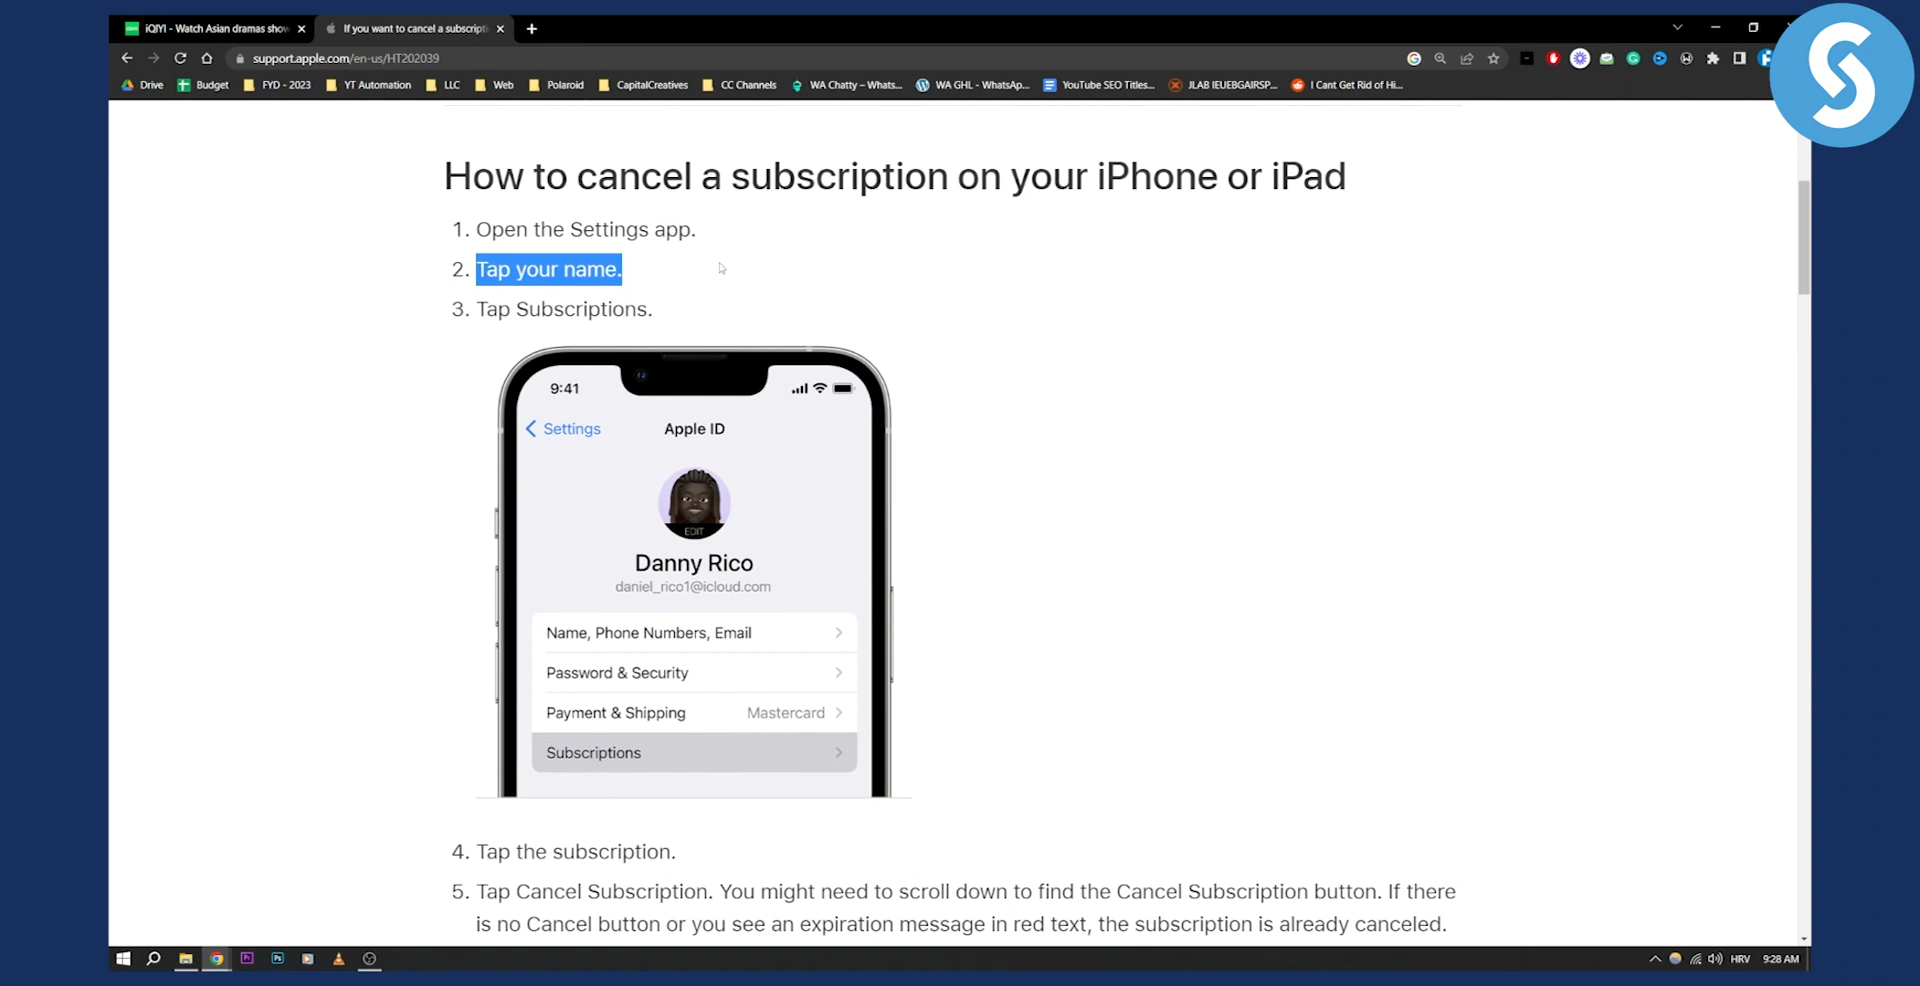 iQIYI - Watch Asian dramas show
If you want to cancel a subscripti
support.apple.com/en-us/HT202039
Drive
Budget
FYD - 2023
YT Automation
LLC
Web
Polaroid
CapitalCreatives
CC Channels
WA Chatty – Whats...
WA GHL - WhatsAp...
YouTube SEO Titles...
JLAB IEUEBGAIRSP...
I Cant Get Rid of Hi...
How to cancel a subscription on your iPhone or iPad
1. Open the Settings app.
2. Tap your name.
3. Tap Subscriptions.
9:41
Settings
Apple ID
EDIT
Danny Rico
daniel_rico1@icloud.com
Name, Phone Numbers, Email
Password & Security
Payment & Shipping Mastercard
Subscriptions
4. Tap the subscription.
5. Tap Cancel Subscription. You might need to scroll down to find the Cancel Subscription button. If there
is no Cancel button or you see an expiration message in red text, the subscription is already canceled.
HRV
9:28 AM